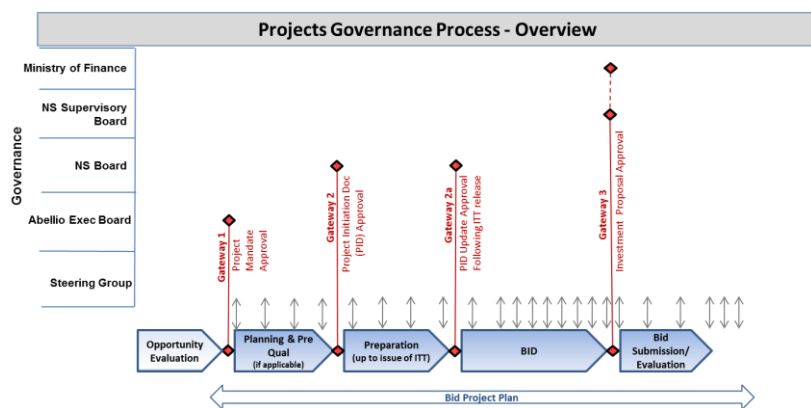 Projects Governance Process - Overview
Governance
Ministry of Finance
NS Supervisory
Board
NS Board
Abellio Exec Board
Steering Group
Gateway 1
Project
Mandate
Approval
Gateway 2
Project Initiation Doc
(PID) Approval
Gateway 2a
PID Update Approval
Following ITT release
Gateway 3
Investment Proposal Approval
Opportunity
Evaluation
Planning & Pre
Qual
(if applicable)
Preparation
(up to issue of ITT)
BID
Bid
Submission/
Evaluation
Bid Project Plan